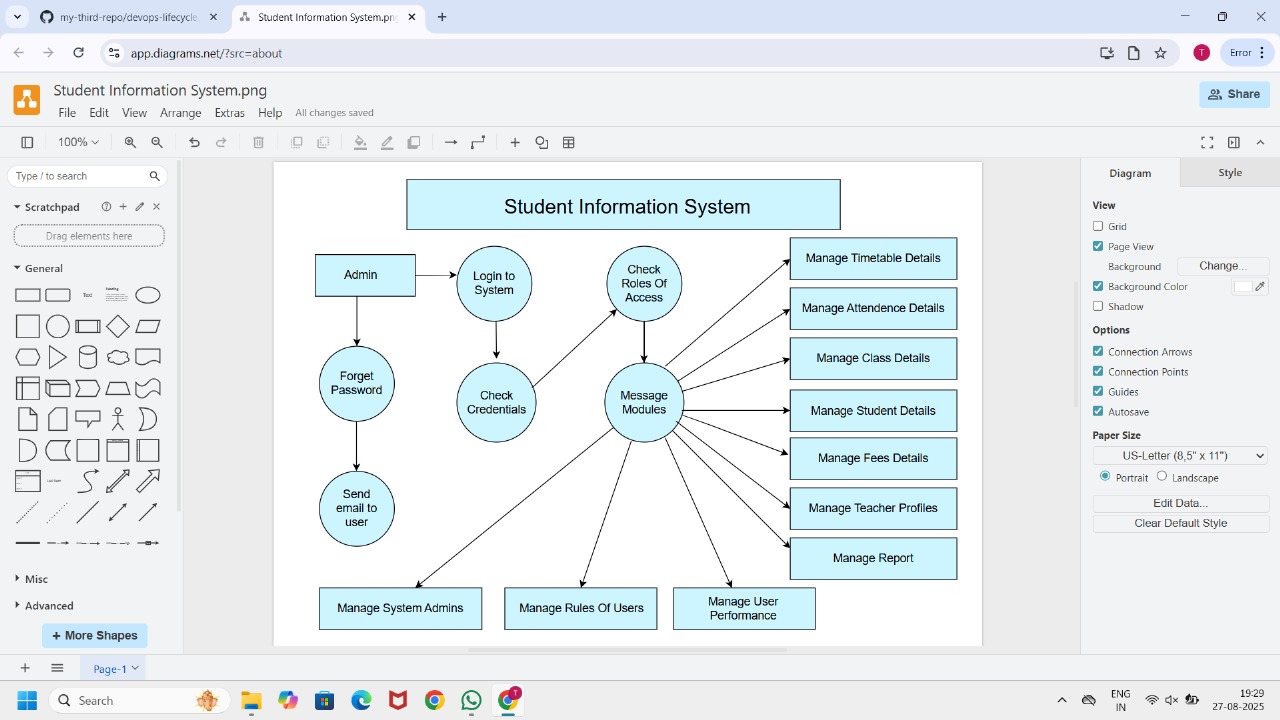 my-third-repo/devops-lifecycle
Student Information System.pn
app.diagrams.net/?src=about
T
Error
Student Information System.png
File Edit View Arrange Extras Help All changes saved
Share
100%
Type / to search
Scratchpad
Drag elements here
General
Text
Heading
Misc
Advanced
+ More Shapes
Student Information System
Admin
Login to
System
Check
Roles Of
Access
Forget
Password
Check
Credentials
Message
Modules
Send
email to
user
Manage Timetable Details
Manage Attendence Details
Manage Class Details
Manage Student Details
Manage Fees Details
Manage Teacher Profiles
Manage Report
Manage System Admins
Manage Rules Of Users
Manage User
Performance
Diagram Style
View
Grid
Page View
Background Change...
Background Color
Shadow
Options
Connection Arrows
Connection Points
Guides
Autosave
Paper Size
US-Letter (8,5" x 11")
Portrait Landscape
Edit Data...
Clear Default Style
Page-1
Search
T
ENG
IN
19:29
27-08-2025